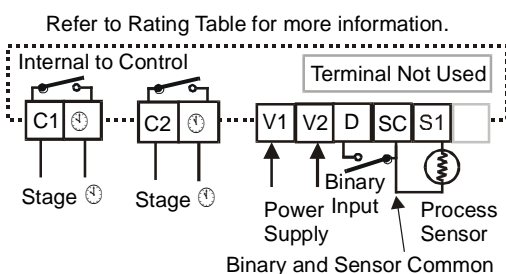 Refer to Rating Table for more information.
Internal to Control
Terminal Not Used
C1 🕙
C2 🕚
V1 V2 D SC S1
Stage 🕙
Stage 🕚
Binary
Input
Power
Supply
Process
Sensor
Binary and Sensor Common